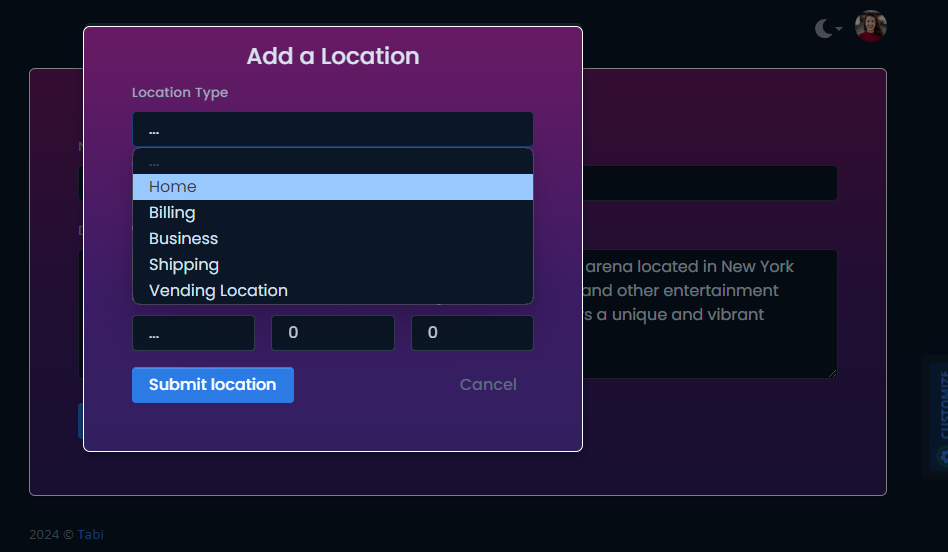 Add a Location
Location Type
...
...
Home
Billing
Business
Shipping
Vending Location
... 0 0
Submit location Cancel
arena located in New York
and other entertainment
s a unique and vibrant
CUSTOMIZE
2024 © Tabi